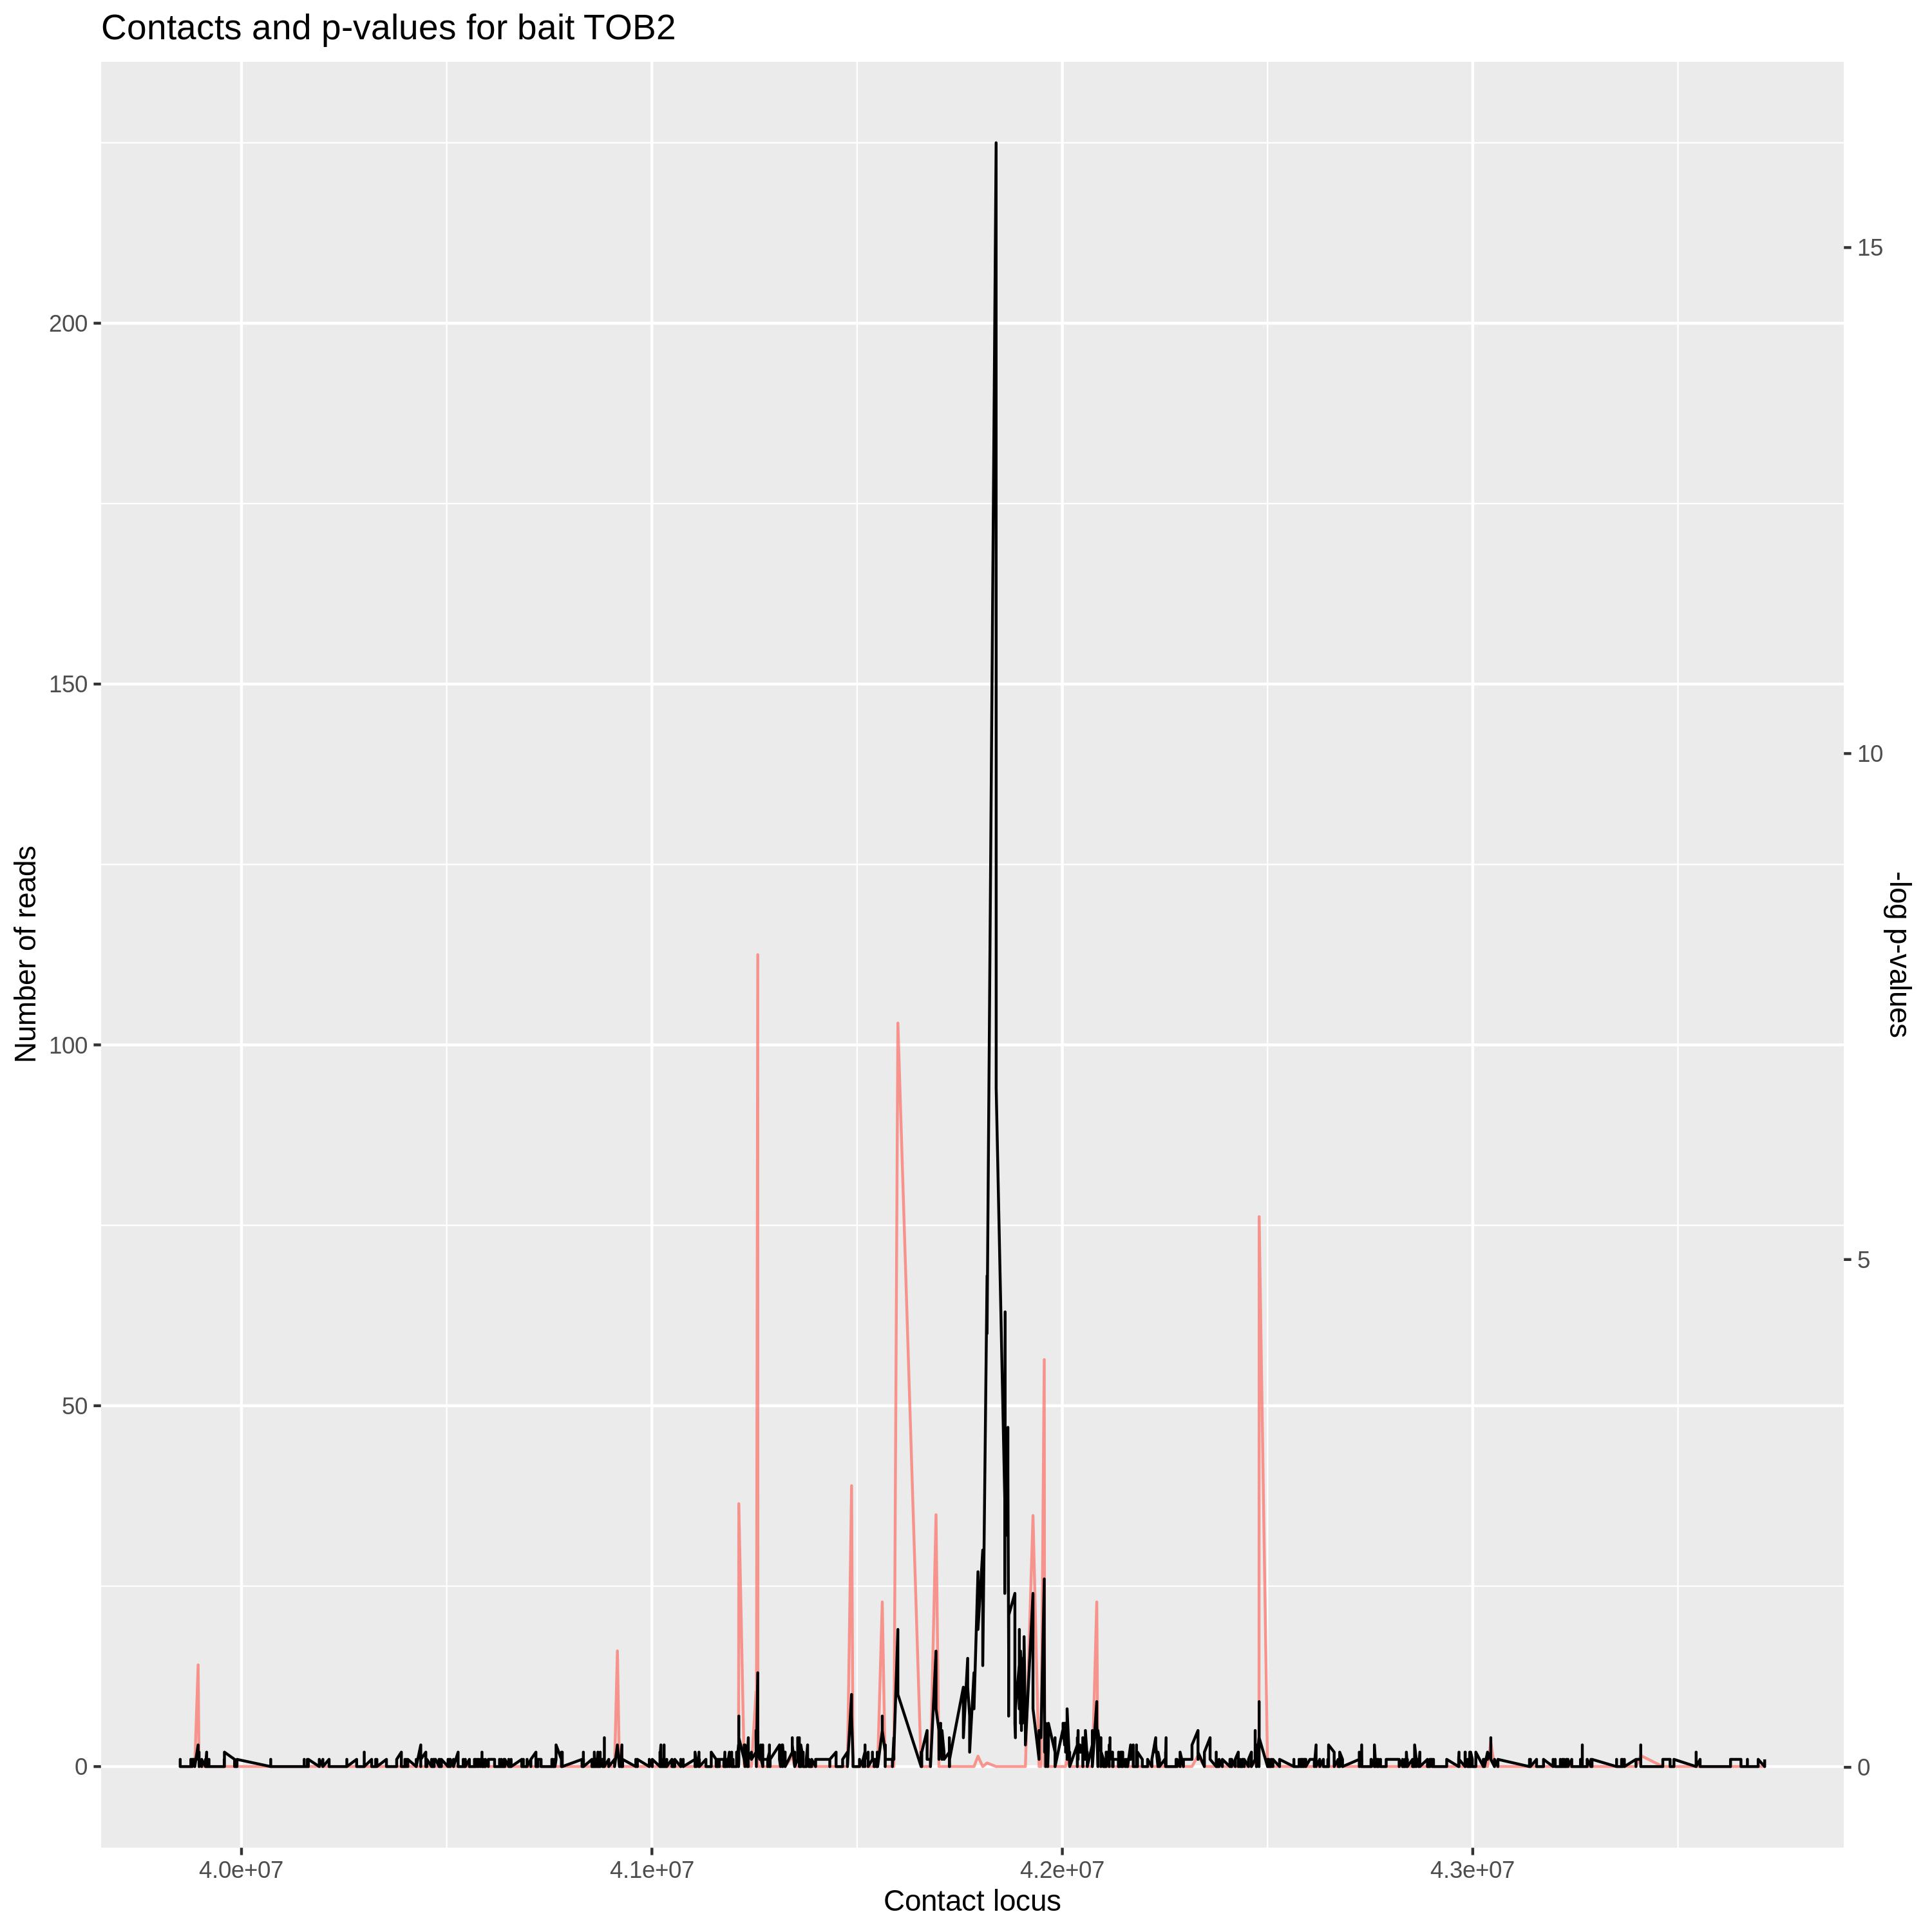 Contacts and p-values for bait TOB2
Number of reads
200
150
100
50
0
15
10
5
0
-log p-values
4.0e+07
4.1e+07
4.2e+07
4.3e+07
Contact locus